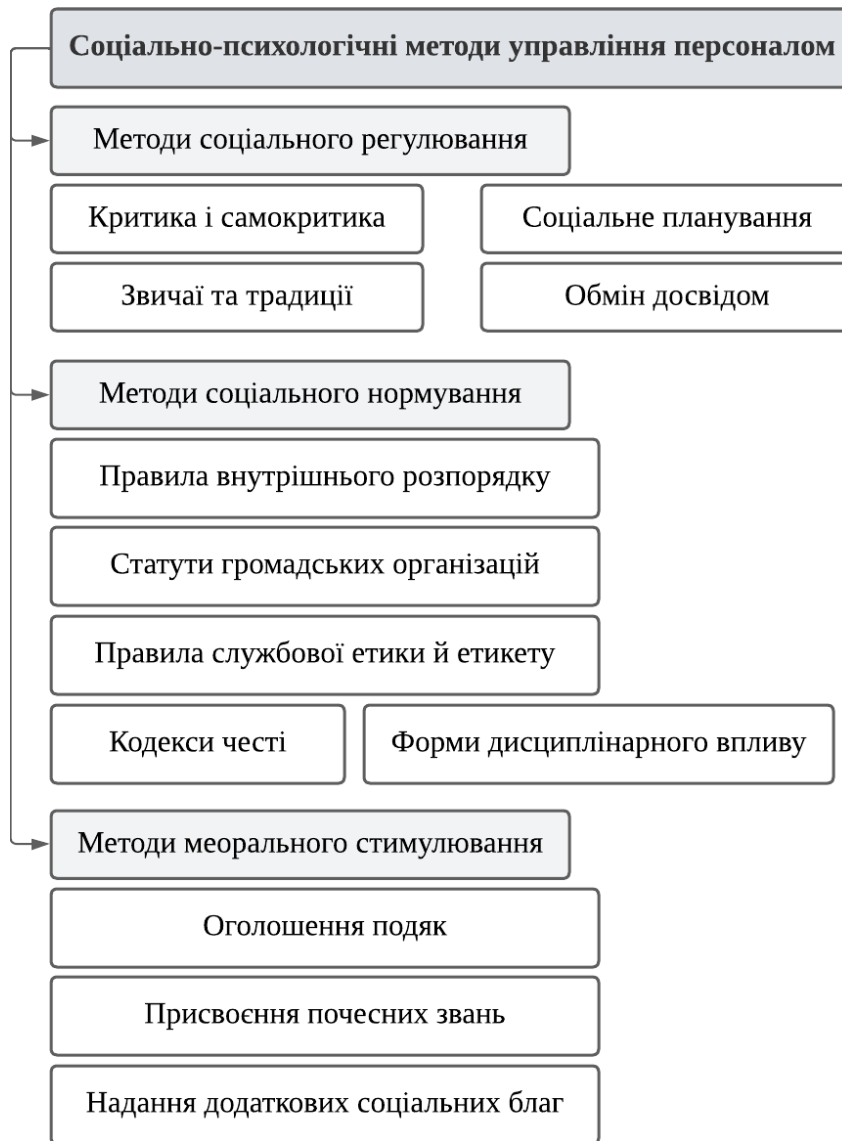 Соціально-психологічні методи управління персоналом
Методи соціального регулювання
Критика і самокритика
Соціальне планування
Звичаї та традиції
Обмін досвідом
Методи соціального нормування
Правила внутрішнього розпорядку
Статути громадських організацій
Правила службової етики й етикету
Кодекси честі
Форми дисциплінарного впливу
Методи меорального стимулювання
Оголошення подяк
Присвоєння почесних звань
Надання додаткових соціальних благ